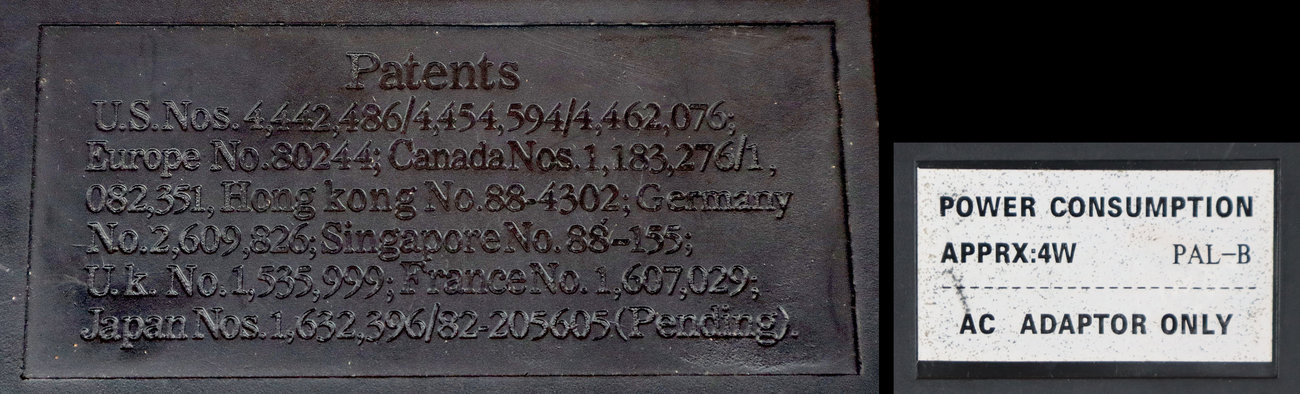 Patents
U.S. Nos. 4,442,486/4,454,594/4,462,076;
Europe No. 80244; Canada Nos. 1,183,276/1,
082,351, Hong kong No. 88-4302; Germany
No. 2,609,826; Singapore No. 88-155;
U.k. No. 1,535,999; France No. 1,607,029;
Japan Nos. 1,632,396/82-205605(Pending).
POWER CONSUMPTION
APPRX:4W PAL-B
AC ADAPTOR ONLY